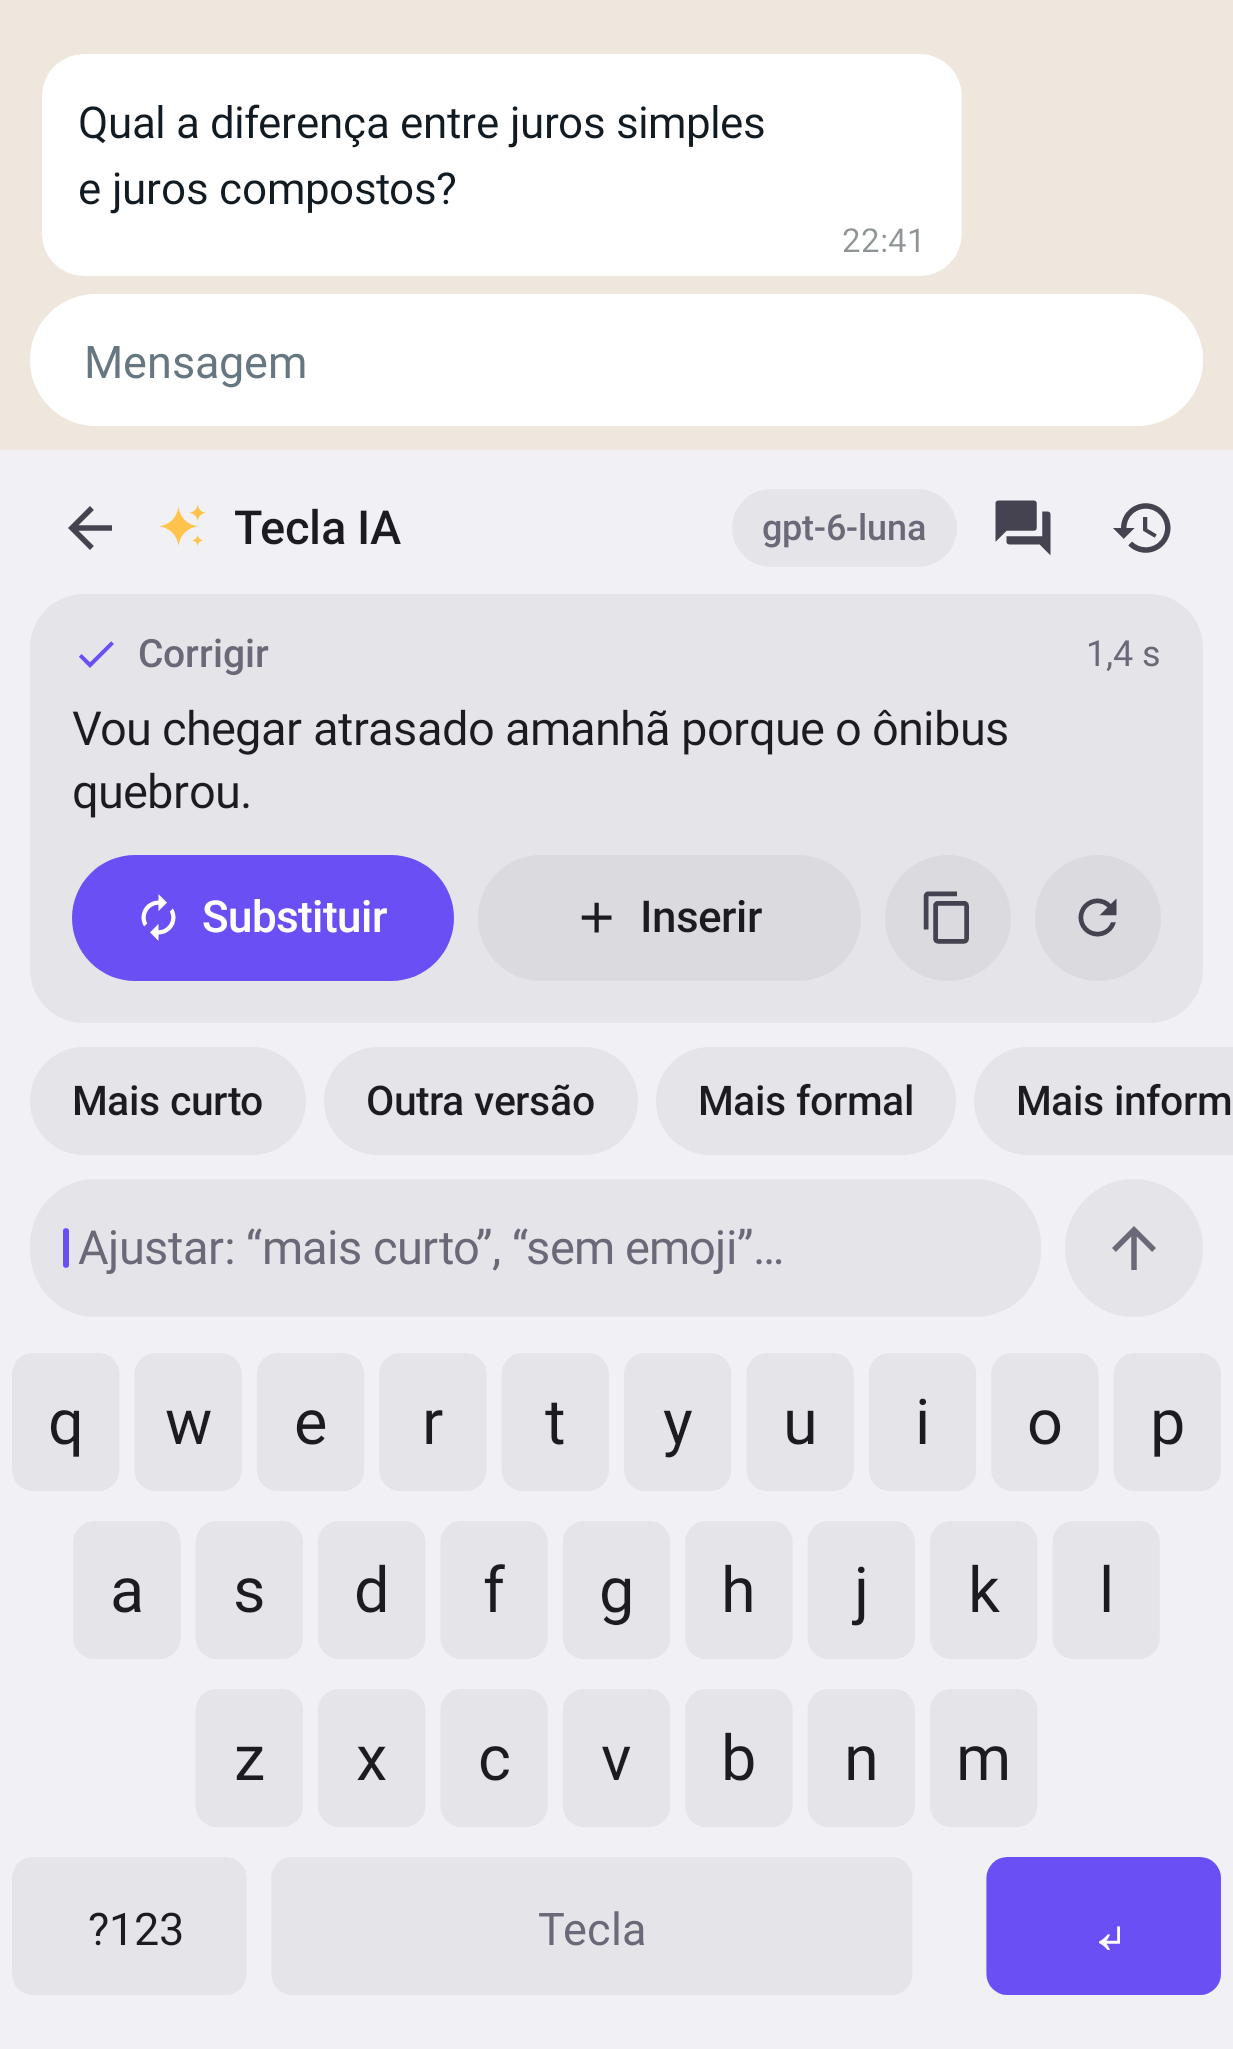 Qual a diferença entre juros simples
e juros compostos?
22:41
Mensagem
Tecla IA
gpt-6-luna
Corrigir
1,4 s
Vou chegar atrasado amanhã porque o ônibus
quebrou.
Substituir
Inserir
Mais curto
Outra versão
Mais formal
Mais inform
Ajustar: “mais curto”, “sem emoji”…
q w e r t y u i o p
a s d f g h j k l
z x c v b n m
?123
Tecla